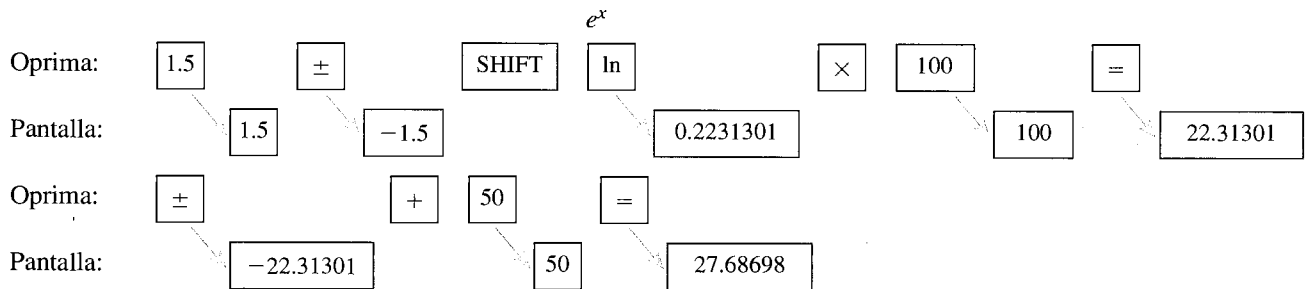 eˣ
Oprima: 1.5 ± SHIFT ln × 100 =
Pantalla: 1.5 −1.5 0.2231301 100 22.31301
Oprima: ± + 50 =
Pantalla: −22.31301 50 27.68698